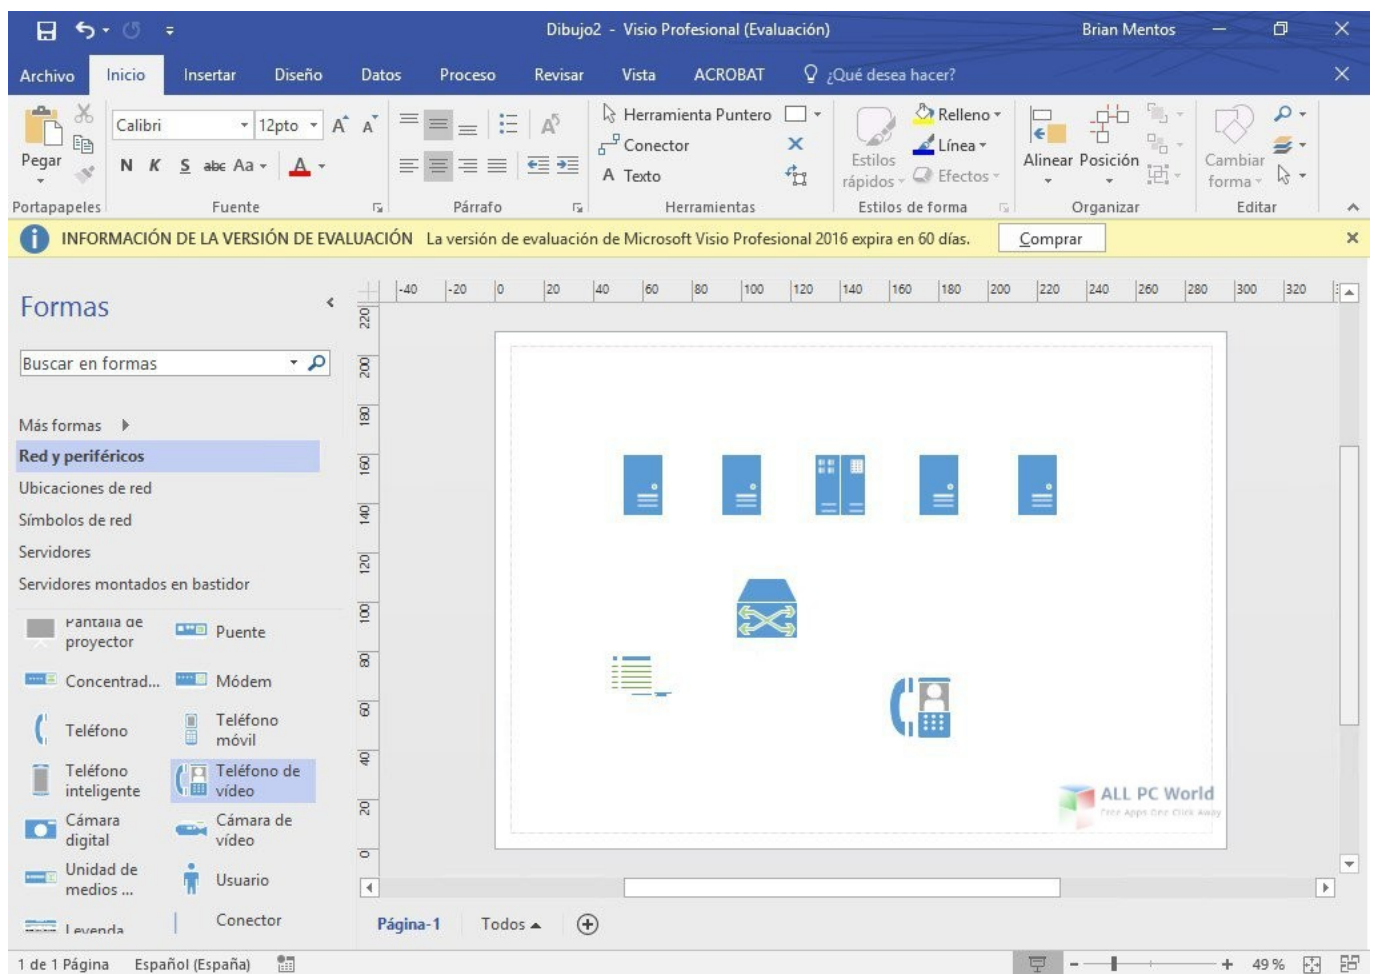 Dibujo2 - Visio Profesional (Evaluación)
Brian Mentos
Archivo Inicio Insertar Diseño Datos Proceso Revisar Vista ACROBAT ¿Qué desea hacer?
Pegar
Calibri 12pto
N K S abc Aa A
Herramienta Puntero
Conector
A Texto
Estilos rápidos
Relleno
Línea
Efectos
Alinear Posición
Cambiar forma
Portapapeles Fuente Párrafo Herramientas Estilos de forma Organizar Editar
INFORMACIÓN DE LA VERSIÓN DE EVALUACIÓN La versión de evaluación de Microsoft Visio Profesional 2016 expira en 60 días. Comprar
Formas
Buscar en formas
Más formas
Red y periféricos
Ubicaciones de red
Símbolos de red
Servidores
Servidores montados en bastidor
Pantalla de proyector
Puente
Concentrad...
Módem
Teléfono
Teléfono móvil
Teléfono inteligente
Teléfono de vídeo
Cámara digital
Cámara de vídeo
Unidad de medios ...
Usuario
Leyenda
Conector
-40 -20 0 20 40 60 80 100 120 140 160 180 200 220 240 260 280 300 320
220
200
180
160
140
120
100
80
60
40
20
0
ALL PC World
Free Apps One Click Away
Página-1 Todos
1 de 1 Página Español (España) 49 %